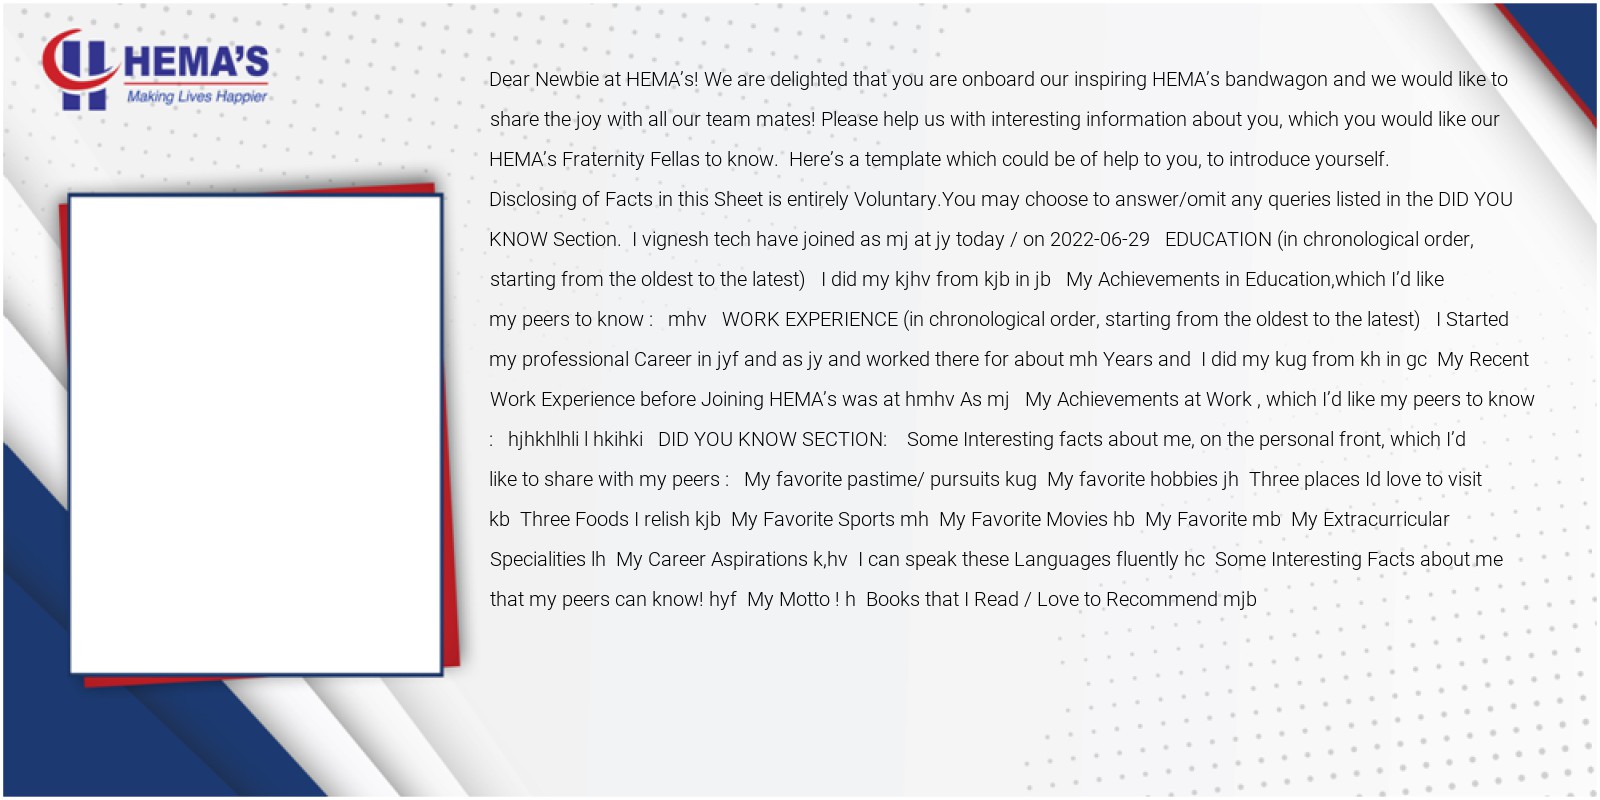 HEMA'S
Making Lives Happier
Dear Newbie at HEMA’s! We are delighted that you are onboard our inspiring HEMA’s bandwagon and we would like to
share the joy with all our team mates! Please help us with interesting information about you, which you would like our
HEMA’s Fraternity Fellas to know.  Here’s a template which could be of help to you, to introduce yourself.
Disclosing of Facts in this Sheet is entirely Voluntary.You may choose to answer/omit any queries listed in the DID YOU
KNOW Section.  I vignesh tech have joined as mj at jy today / on 2022-06-29   EDUCATION (in chronological order,
starting from the oldest to the latest)   I did my kjhv from kjb in jb   My Achievements in Education,which I’d like
my peers to know :   mhv   WORK EXPERIENCE (in chronological order, starting from the oldest to the latest)   I Started
my professional Career in jyf and as jy and worked there for about mh Years and  I did my kug from kh in gc  My Recent
Work Experience before Joining HEMA’s was at hmhv As mj   My Achievements at Work , which I’d like my peers to know
:   hjhkhlhli l hkihki   DID YOU KNOW SECTION:    Some Interesting facts about me, on the personal front, which I’d
like to share with my peers :   My favorite pastime/ pursuits kug  My favorite hobbies jh  Three places Id love to visit
kb  Three Foods I relish kjb  My Favorite Sports mh  My Favorite Movies hb  My Favorite mb  My Extracurricular
Specialities lh  My Career Aspirations k,hv  I can speak these Languages fluently hc  Some Interesting Facts about me
that my peers can know! hyf  My Motto ! h  Books that I Read / Love to Recommend mjb